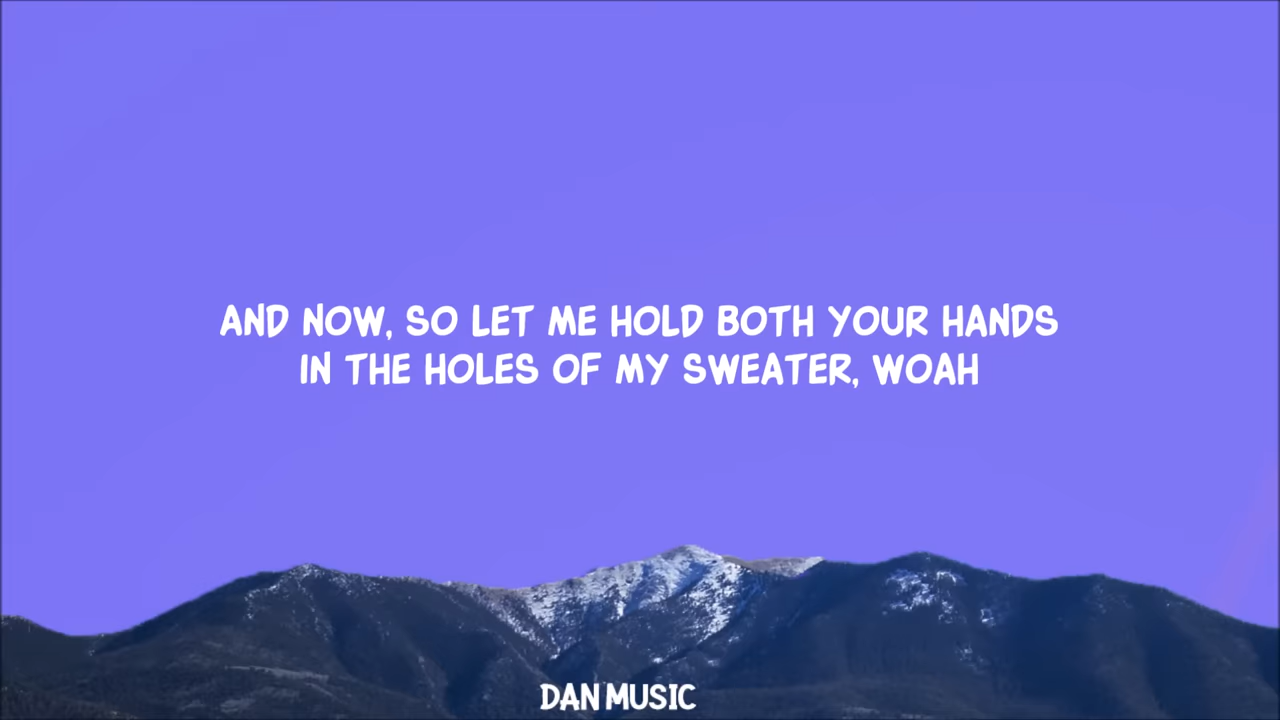 AND NOW, SO LET ME HOLD BOTH YOUR HANDS
IN THE HOLES OF MY SWEATER, WOAH
DAN MUSIC